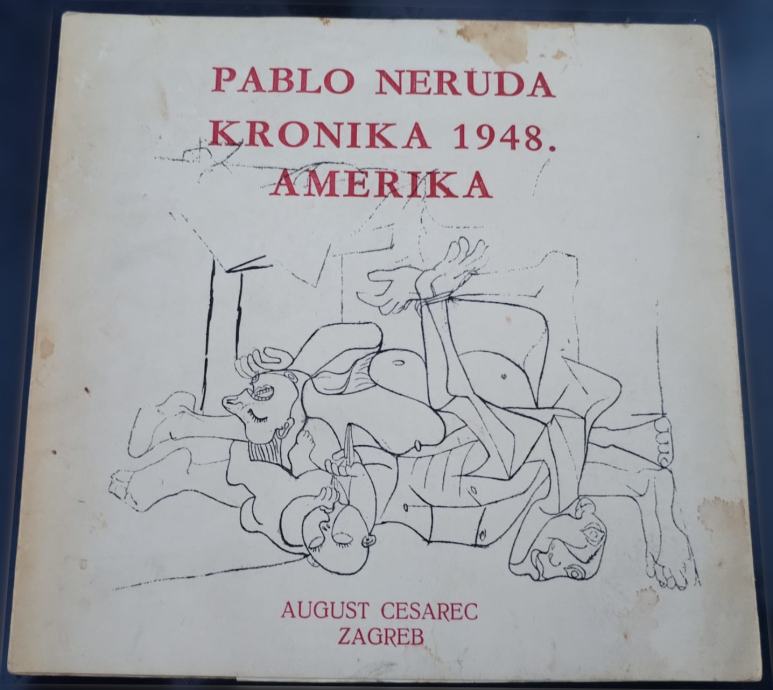 PABLO NERUDA
KRONIKA 1948.
AMERIKA
AUGUST CESAREC
ZAGREB